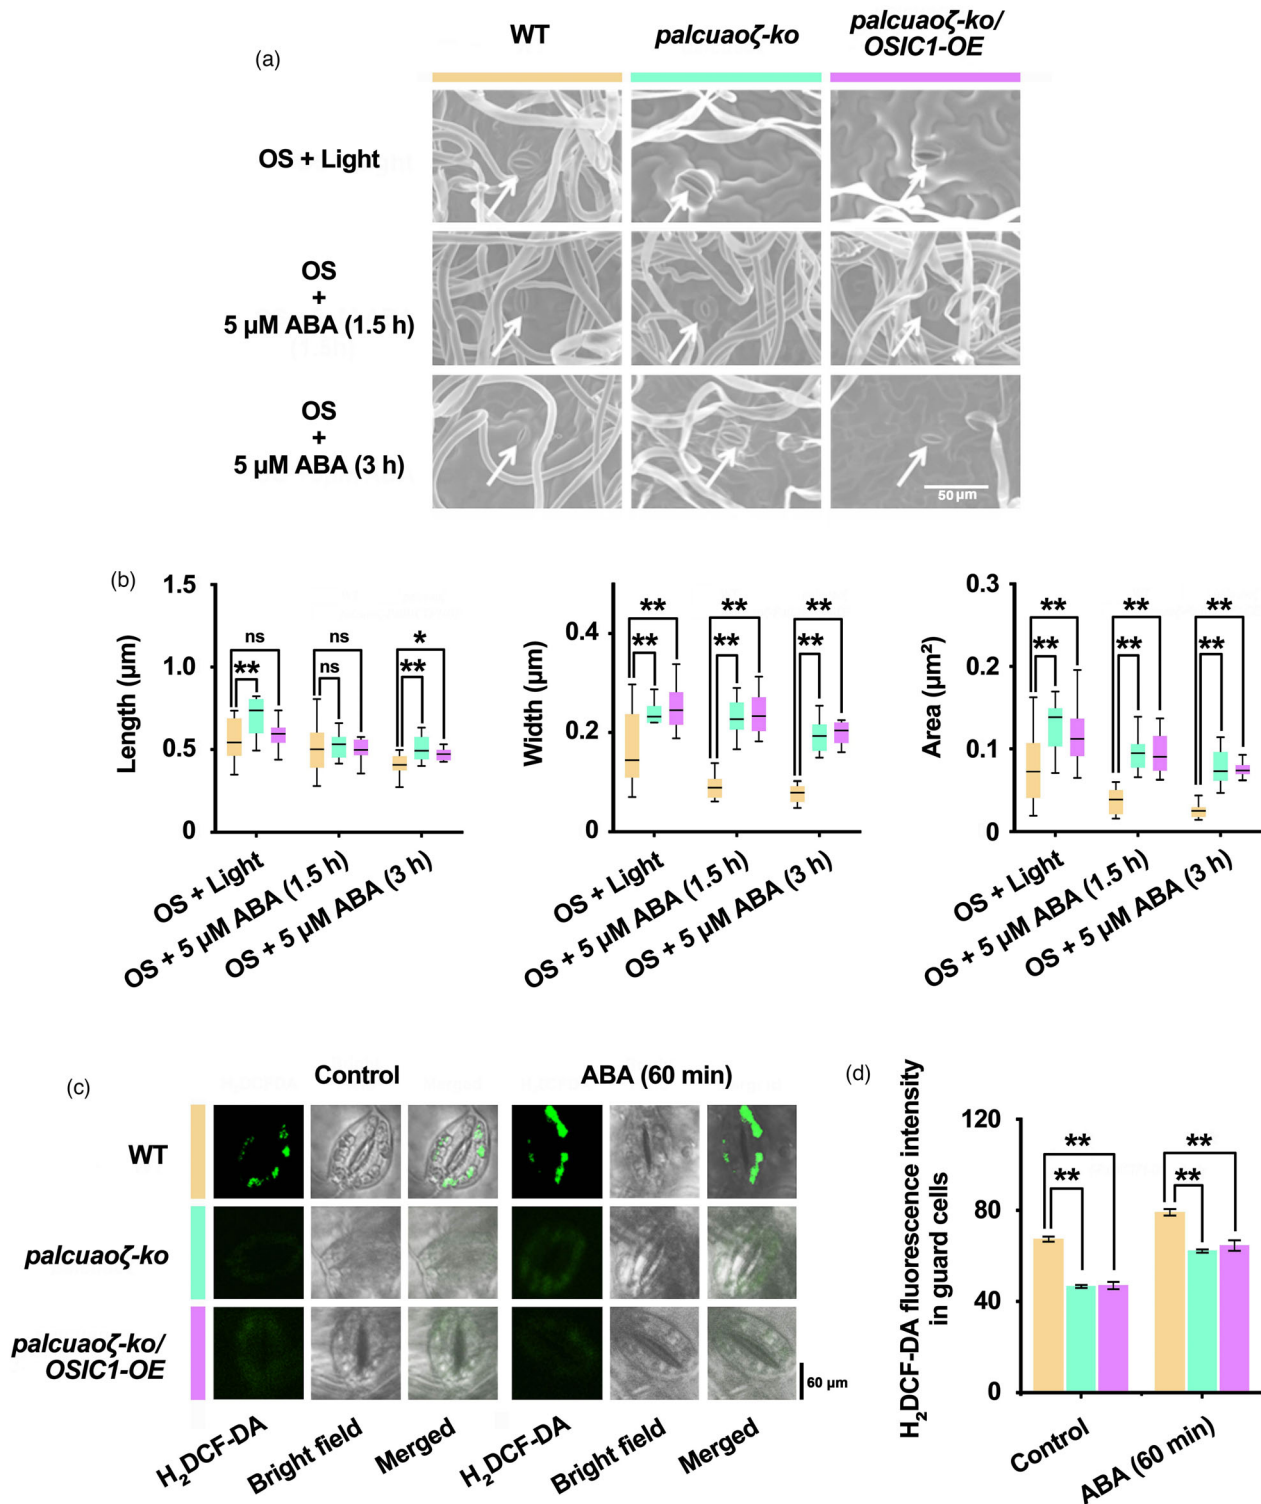 (a)
WT
palcuaoζ-ko
palcuaoζ-ko/
OSIC1-OE
OS + Light
OS
+
5 μM ABA (1.5 h)
OS
+
5 μM ABA (3 h)
50 μm
(b)
Length (μm)
1.5
1.0
0.5
0
ns
**
ns
ns
*
**
OS + Light
OS + 5 μM ABA (1.5 h)
OS + 5 μM ABA (3 h)
Width (μm)
0.4
0.2
0
**
**
**
**
**
**
OS + Light
OS + 5 μM ABA (1.5 h)
OS + 5 μM ABA (3 h)
Area (μm²)
0.3
0.2
0.1
0
**
**
**
**
**
**
OS + Light
OS + 5 μM ABA (1.5 h)
OS + 5 μM ABA (3 h)
(c)
Control
ABA (60 min)
WT
palcuaoζ-ko
palcuaoζ-ko/
OSIC1-OE
60 μm
H₂DCF-DA
Bright field
Merged
H₂DCF-DA
Bright field
Merged
(d)
H₂DCF-DA fluorescence intensity
in guard cells
120
80
40
0
**
**
**
**
Control
ABA (60 min)